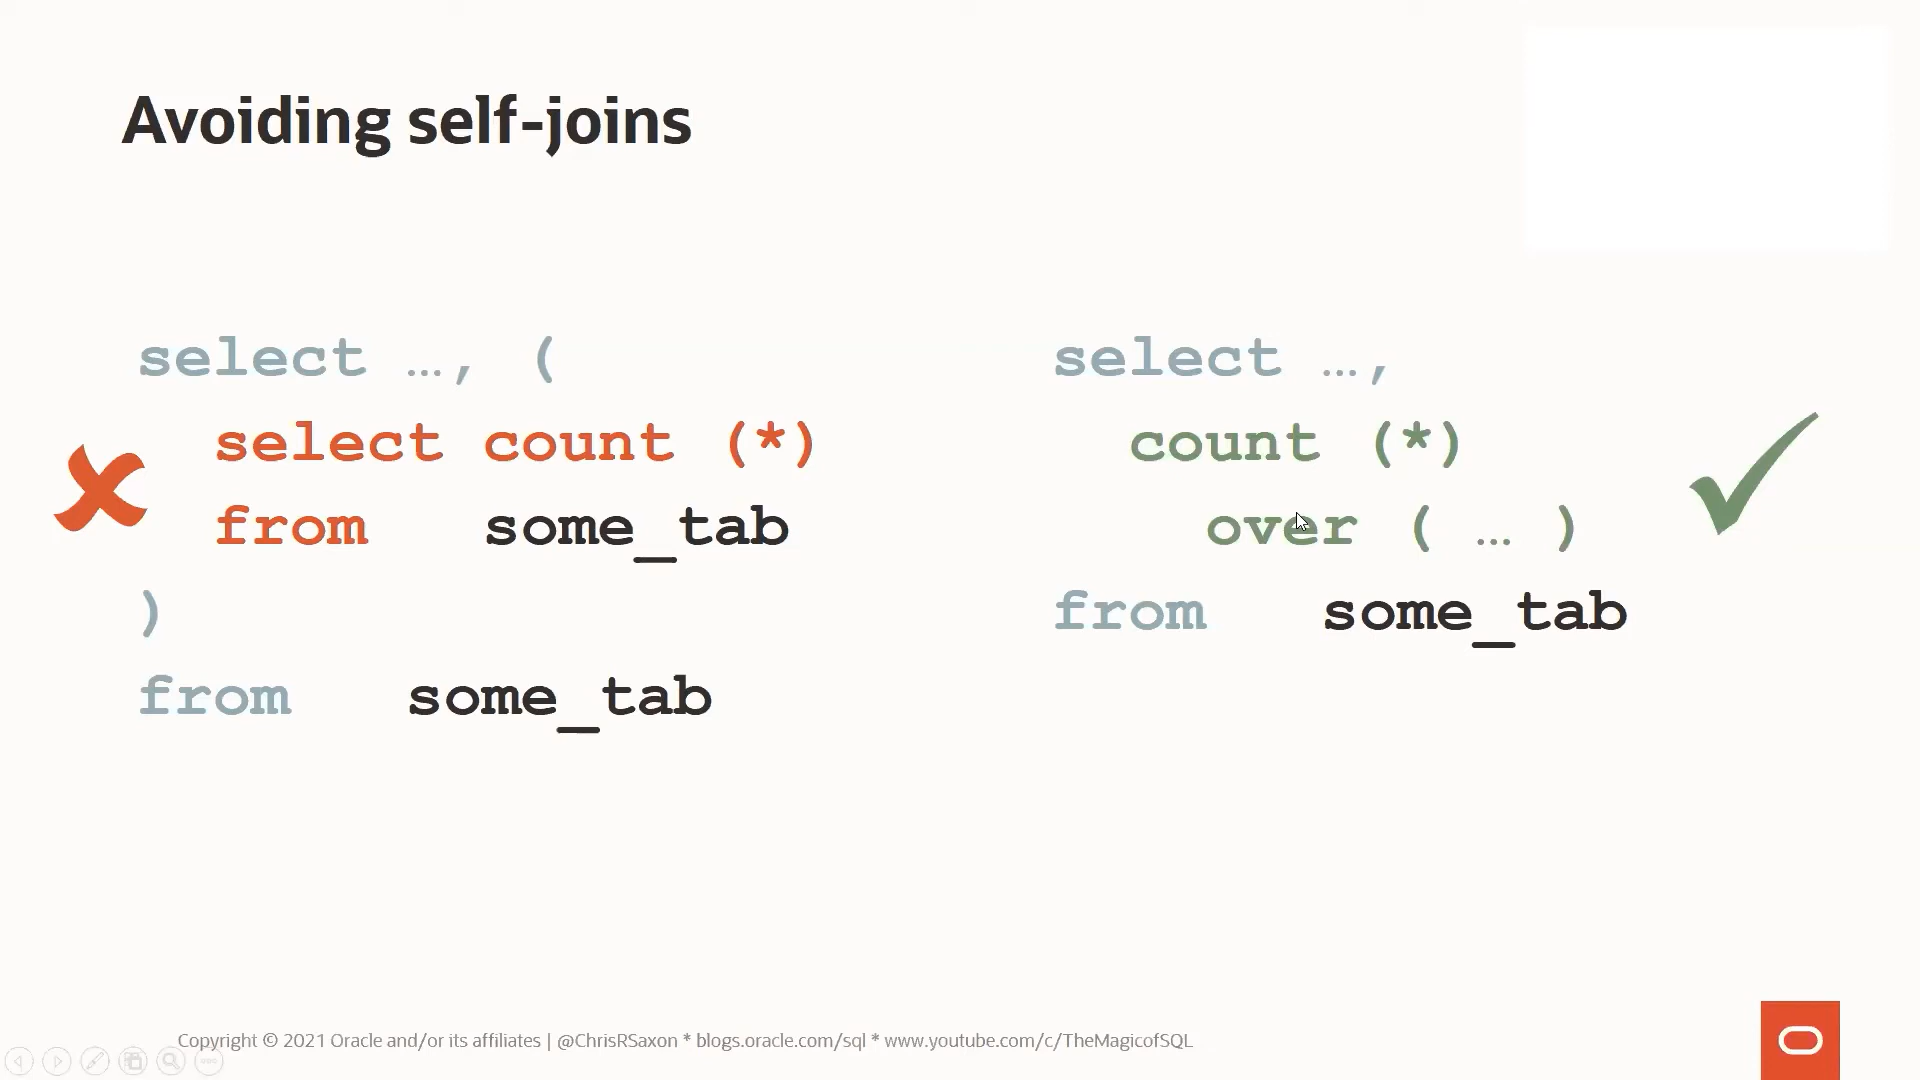 Avoiding self-joins
select …, (
select count (*)
from some_tab
)
from some_tab
select …,
count (*)
over ( … )
from some_tab
Copyright © 2021 Oracle and/or its affiliates | @ChrisRSaxon * blogs.oracle.com/sql * www.youtube.com/c/TheMagicofSQL